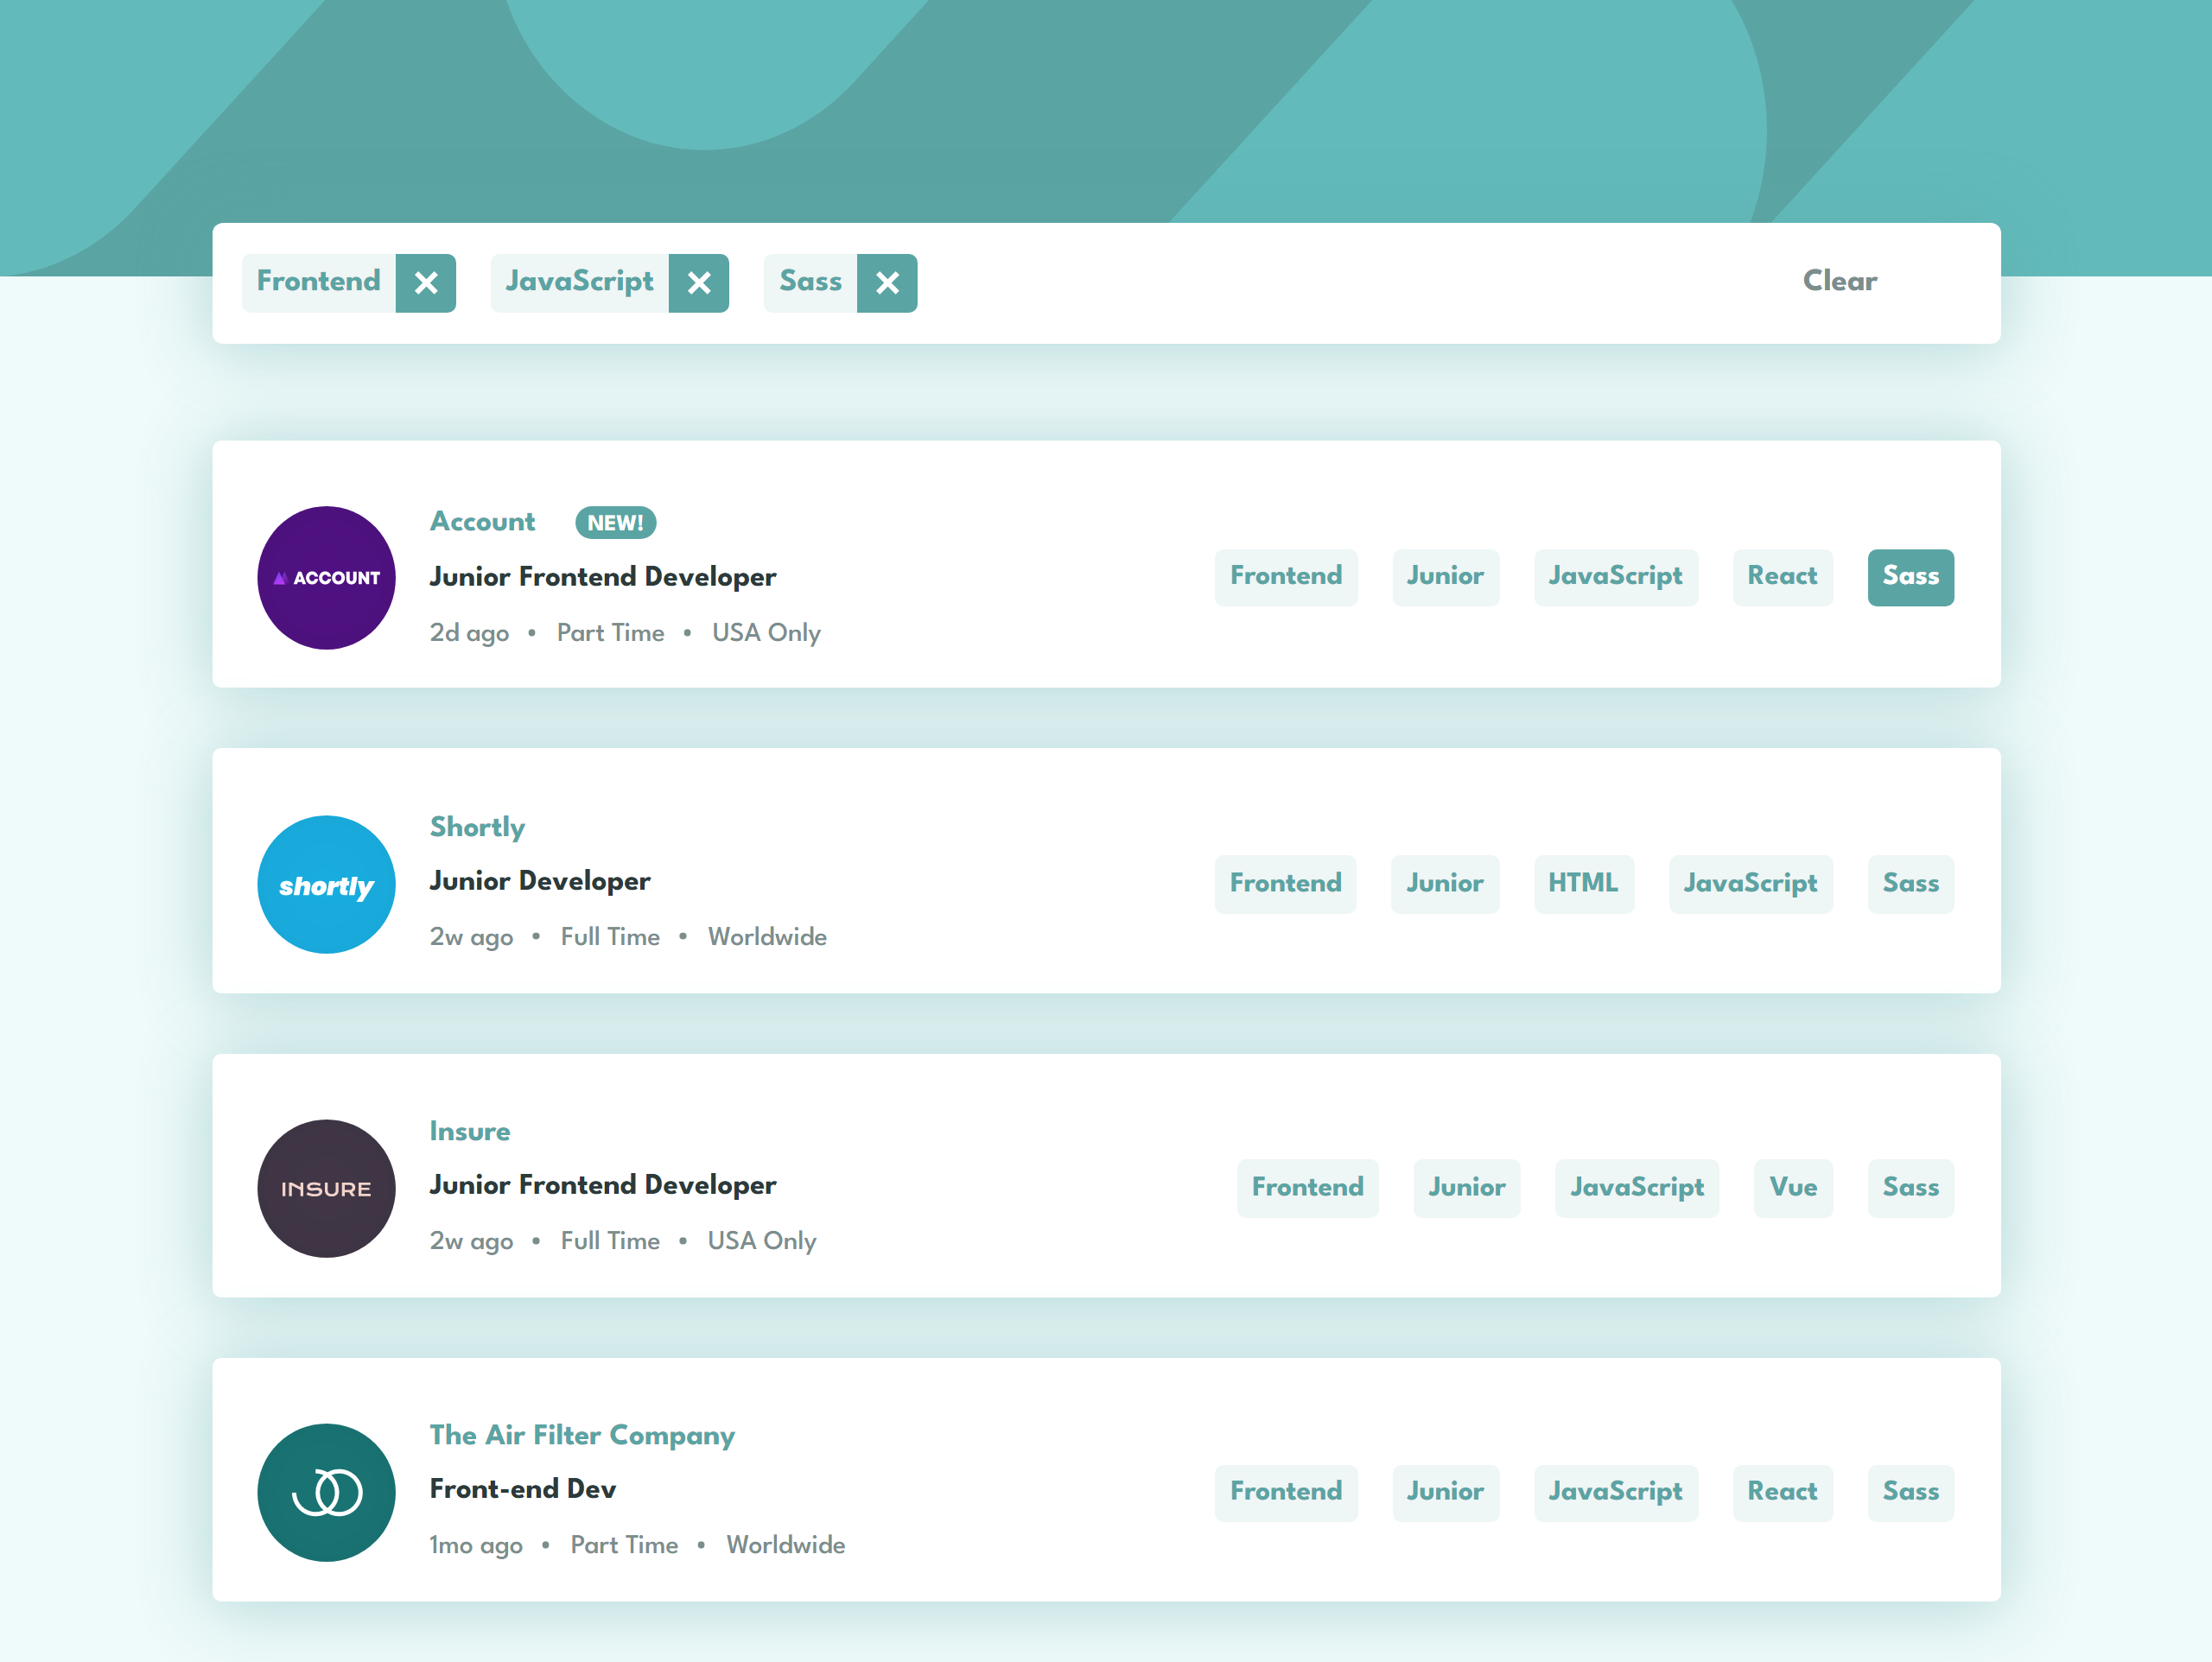 Frontend JavaScript Sass Clear
ACCOUNT
Account NEW!
Junior Frontend Developer
2d ago • Part Time • USA Only
Frontend Junior JavaScript React Sass
shortly
Shortly
Junior Developer
2w ago • Full Time • Worldwide
Frontend Junior HTML JavaScript Sass
INSURE
Insure
Junior Frontend Developer
2w ago • Full Time • USA Only
Frontend Junior JavaScript Vue Sass
The Air Filter Company
Front-end Dev
1mo ago • Part Time • Worldwide
Frontend Junior JavaScript React Sass